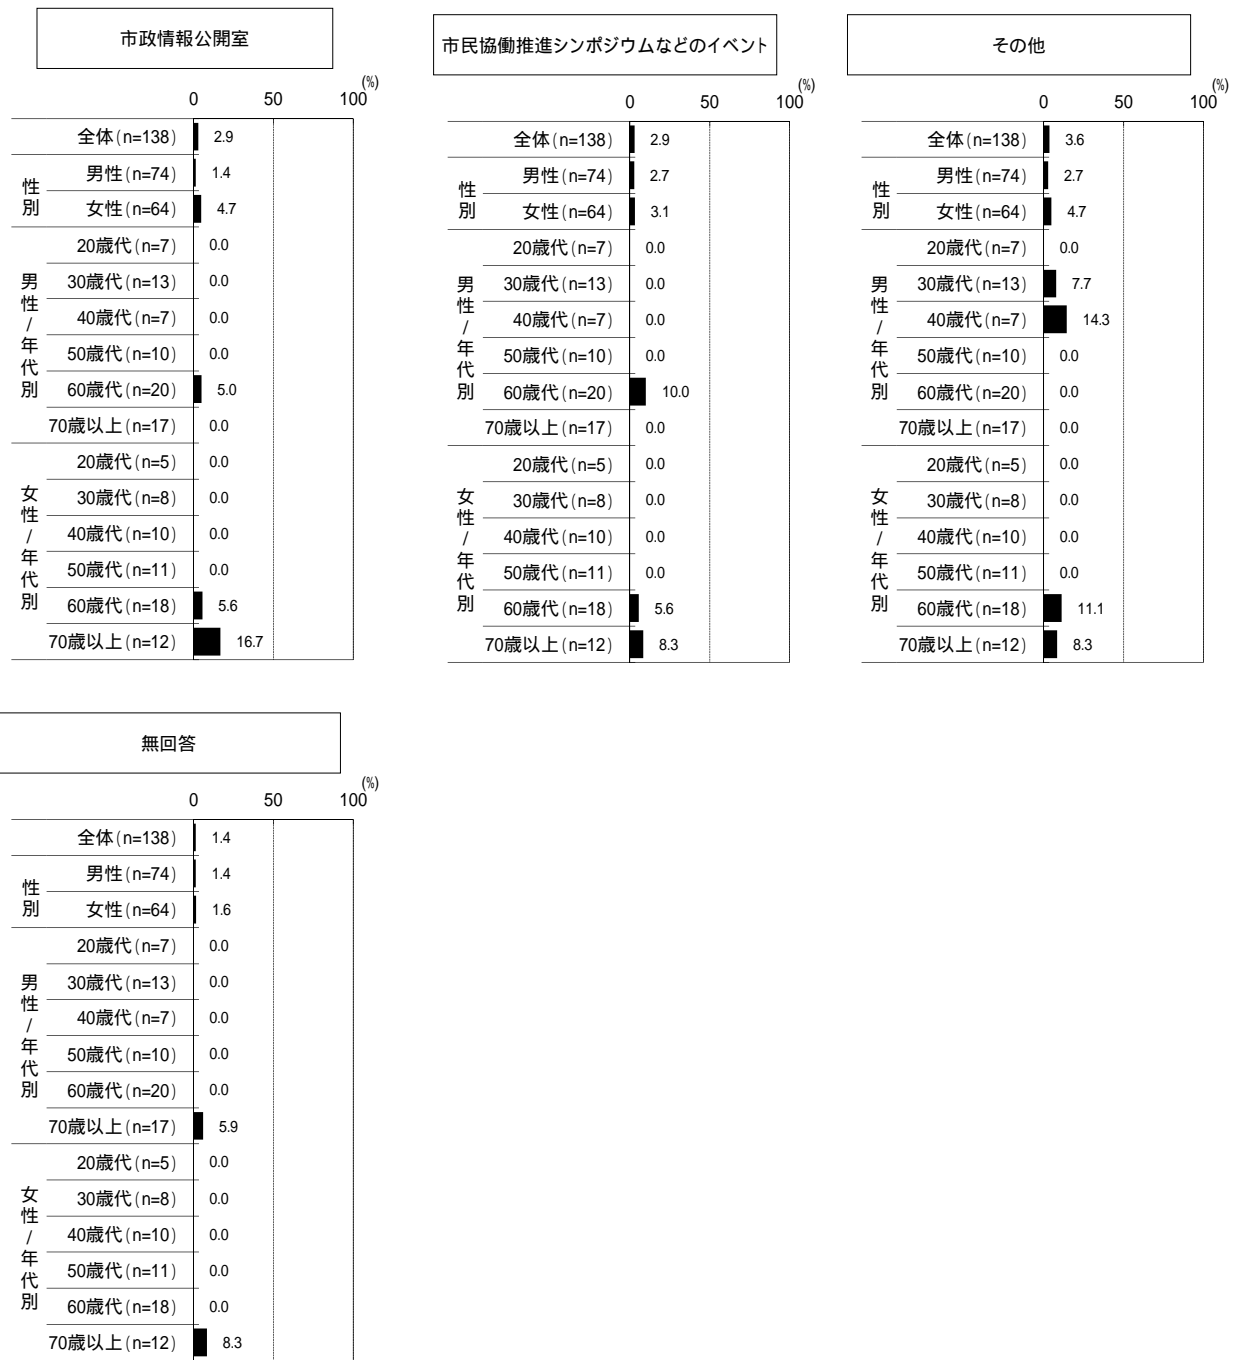 市政情報公開室
(%)
0 50 100
全体(n=138) 2.9
性別
男性(n=74) 1.4
女性(n=64) 4.7
男性/年代別
20歳代(n=7) 0.0
30歳代(n=13) 0.0
40歳代(n=7) 0.0
50歳代(n=10) 0.0
60歳代(n=20) 5.0
70歳以上(n=17) 0.0
女性/年代別
20歳代(n=5) 0.0
30歳代(n=8) 0.0
40歳代(n=10) 0.0
50歳代(n=11) 0.0
60歳代(n=18) 5.6
70歳以上(n=12) 16.7
市民協働推進シンポジウムなどのイベント
(%)
0 50 100
全体(n=138) 2.9
性別
男性(n=74) 2.7
女性(n=64) 3.1
男性/年代別
20歳代(n=7) 0.0
30歳代(n=13) 0.0
40歳代(n=7) 0.0
50歳代(n=10) 0.0
60歳代(n=20) 10.0
70歳以上(n=17) 0.0
女性/年代別
20歳代(n=5) 0.0
30歳代(n=8) 0.0
40歳代(n=10) 0.0
50歳代(n=11) 0.0
60歳代(n=18) 5.6
70歳以上(n=12) 8.3
その他
(%)
0 50 100
全体(n=138) 3.6
性別
男性(n=74) 2.7
女性(n=64) 4.7
男性/年代別
20歳代(n=7) 0.0
30歳代(n=13) 7.7
40歳代(n=7) 14.3
50歳代(n=10) 0.0
60歳代(n=20) 0.0
70歳以上(n=17) 0.0
女性/年代別
20歳代(n=5) 0.0
30歳代(n=8) 0.0
40歳代(n=10) 0.0
50歳代(n=11) 0.0
60歳代(n=18) 11.1
70歳以上(n=12) 8.3
無回答
(%)
0 50 100
全体(n=138) 1.4
性別
男性(n=74) 1.4
女性(n=64) 1.6
男性/年代別
20歳代(n=7) 0.0
30歳代(n=13) 0.0
40歳代(n=7) 0.0
50歳代(n=10) 0.0
60歳代(n=20) 0.0
70歳以上(n=17) 5.9
女性/年代別
20歳代(n=5) 0.0
30歳代(n=8) 0.0
40歳代(n=10) 0.0
50歳代(n=11) 0.0
60歳代(n=18) 0.0
70歳以上(n=12) 8.3